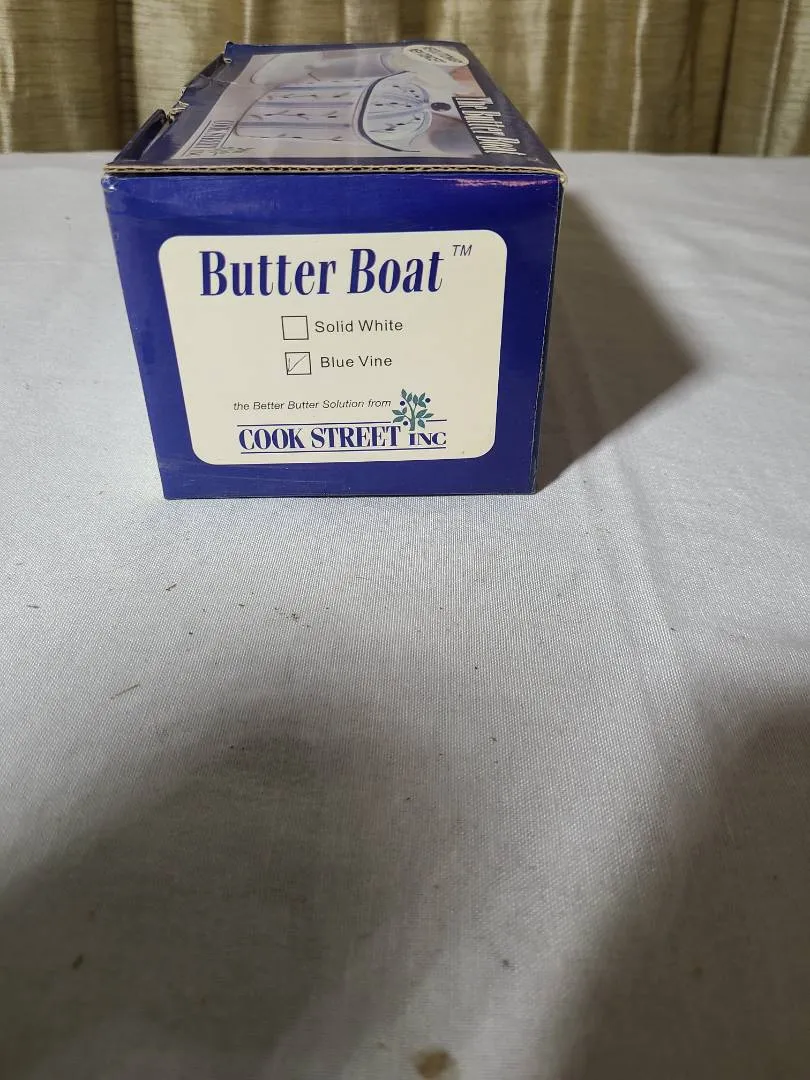 The Butter Boat
Butter Boat™
Solid White
Blue Vine
the Better Butter Solution from
COOK STREET INC